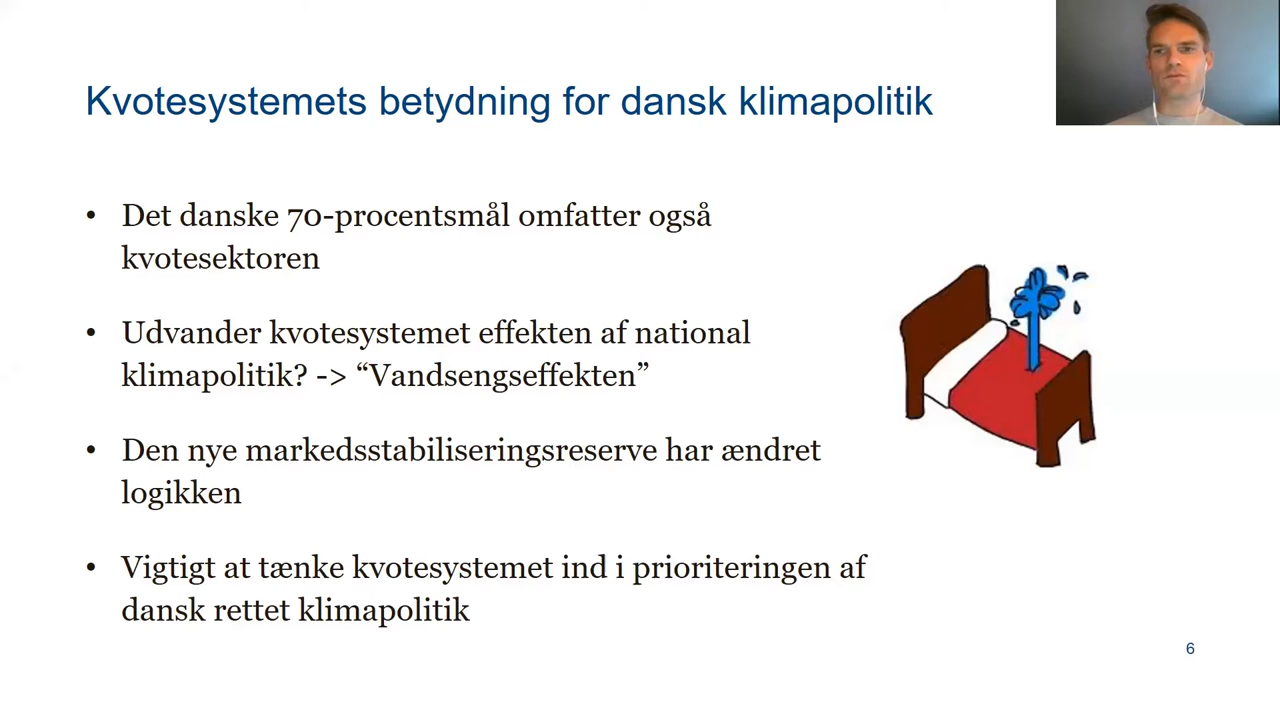 Kvotesystemets betydning for dansk klimapolitik
• Det danske 70-procentsmål omfatter også
kvotesektoren
• Udvander kvotesystemet effekten af national
klimapolitik? -> “Vandsengseffekten”
• Den nye markedsstabiliseringsreserve har ændret
logikken
• Vigtigt at tænke kvotesystemet ind i prioriteringen af
dansk rettet klimapolitik
6